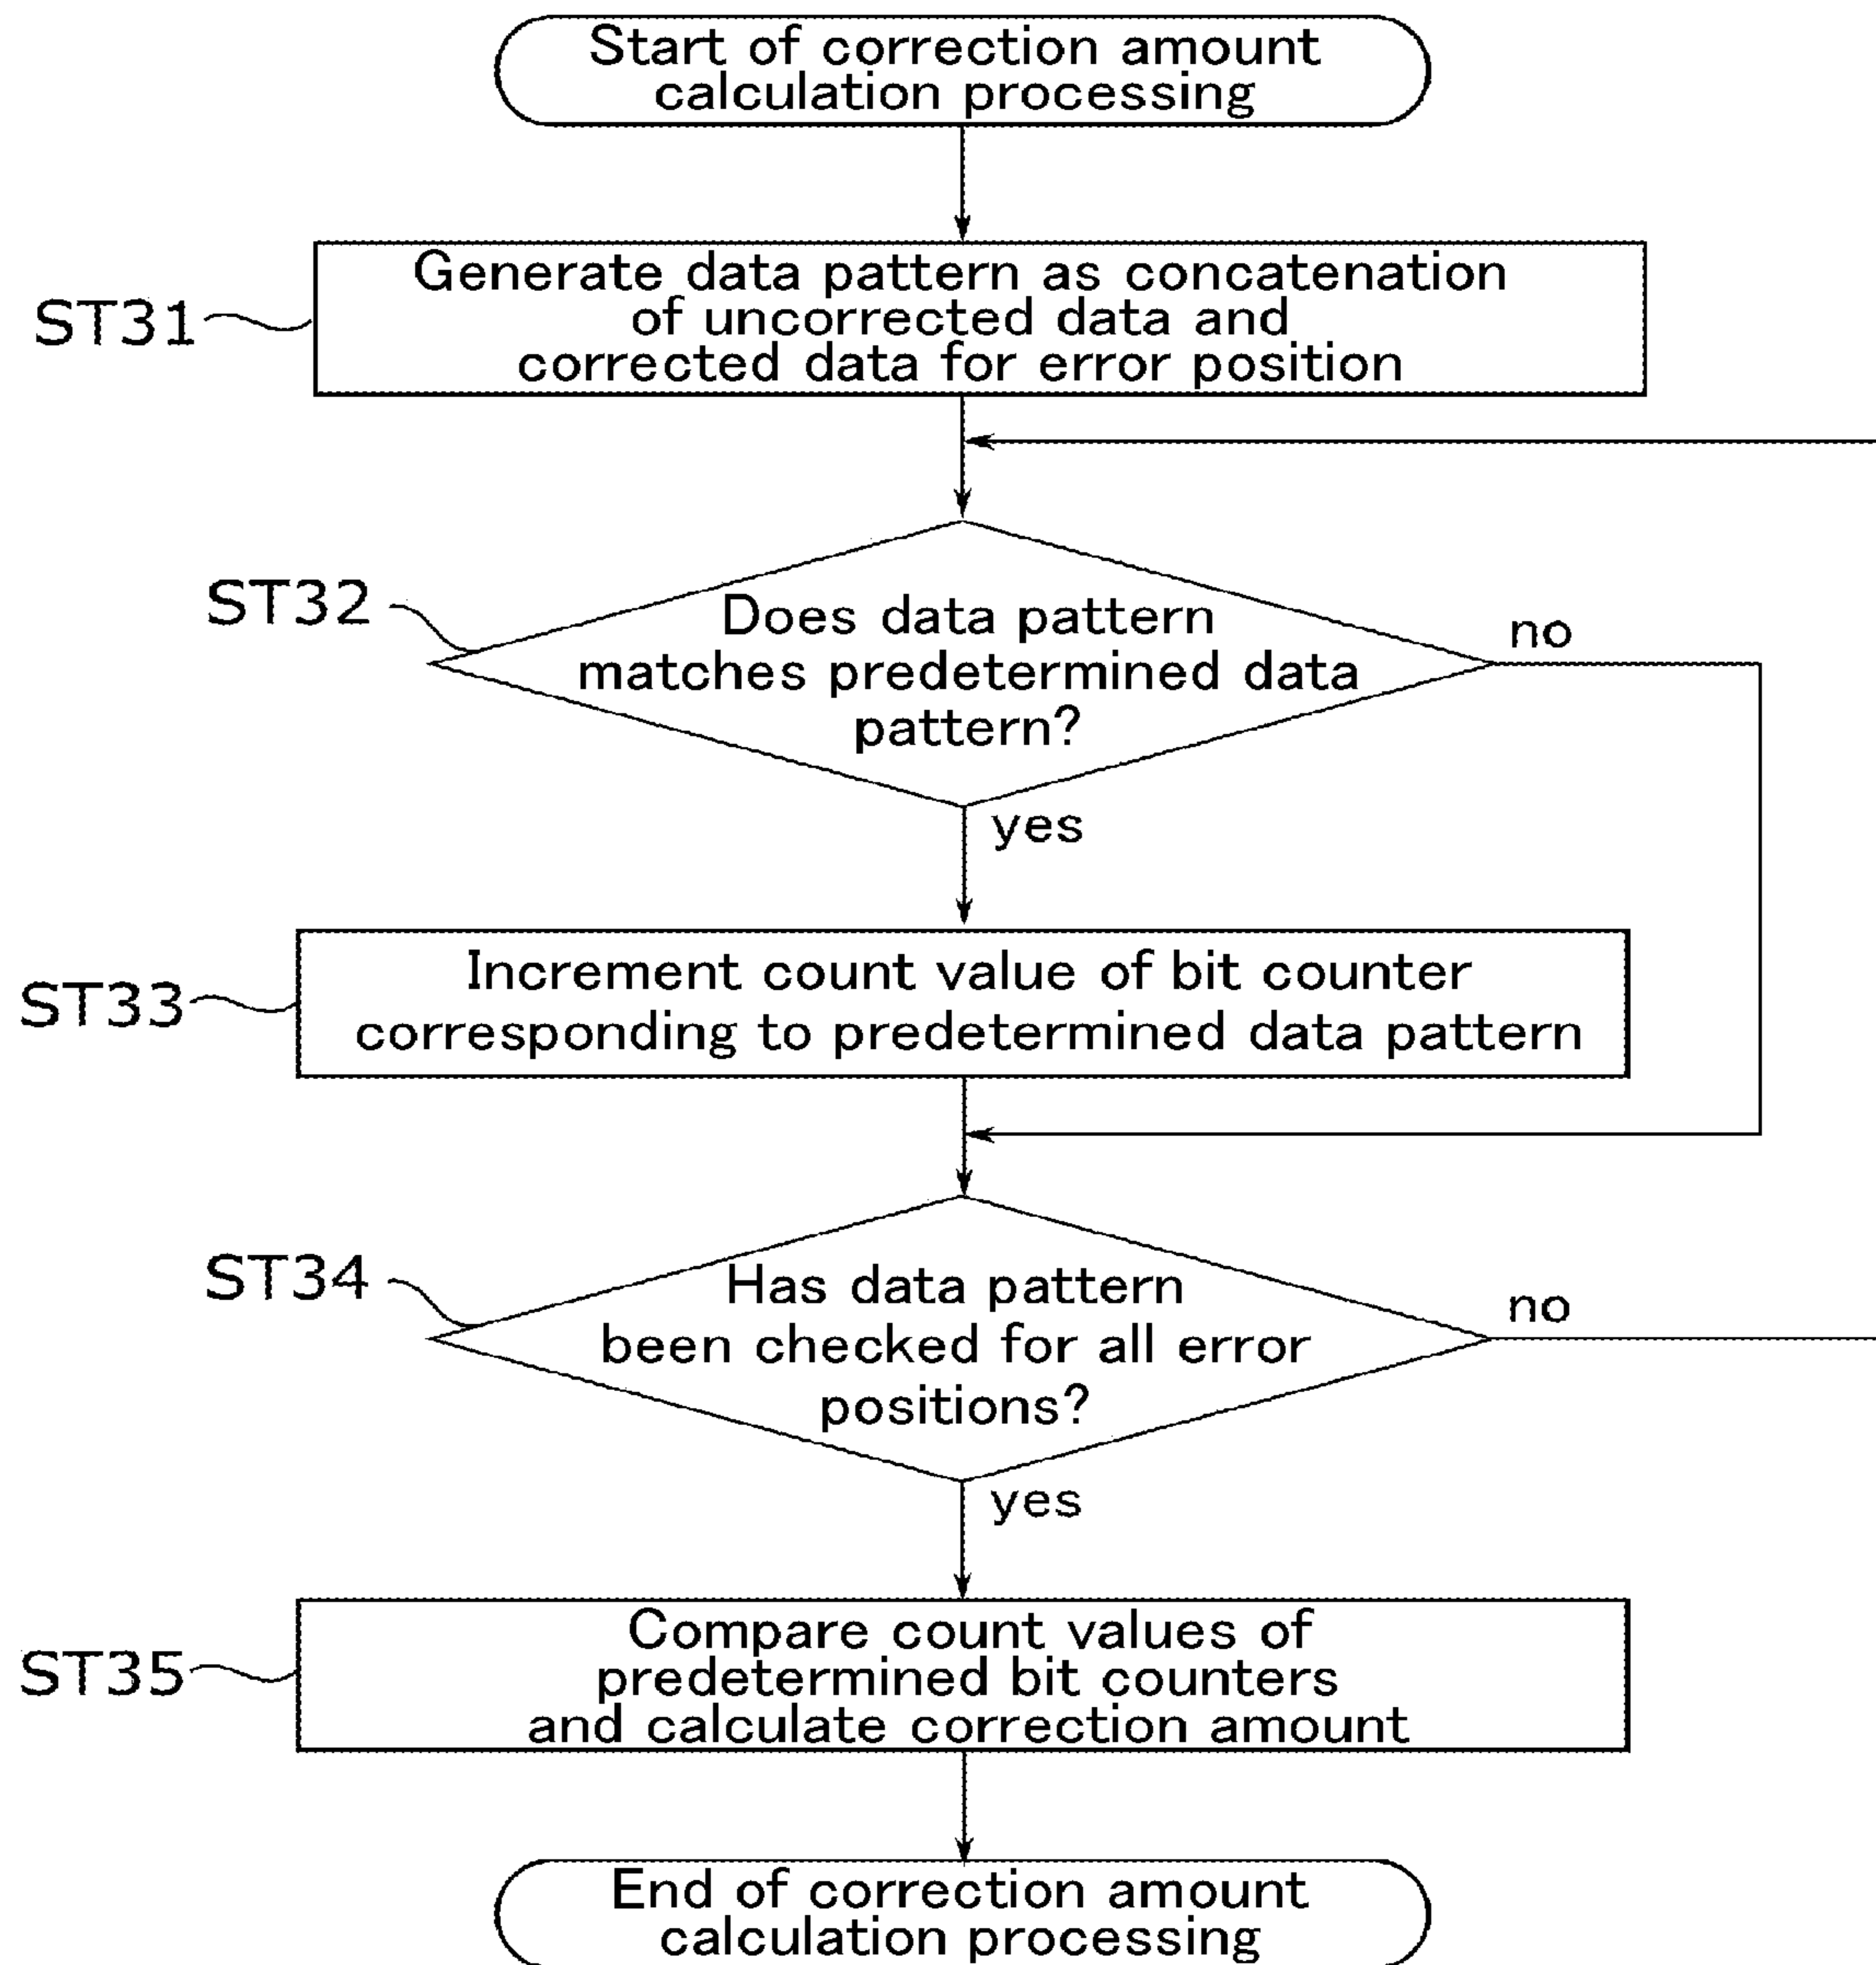 Start of correction amount
calculation processing
ST31
Generate data pattern as concatenation
of uncorrected data and
corrected data for error position
ST32
Does data pattern
matches predetermined data
pattern?
no
yes
ST33
Increment count value of bit counter
corresponding to predetermined data pattern
ST34
Has data pattern
been checked for all error
positions?
no
yes
ST35
Compare count values of
predetermined bit counters
and calculate correction amount
End of correction amount
calculation processing